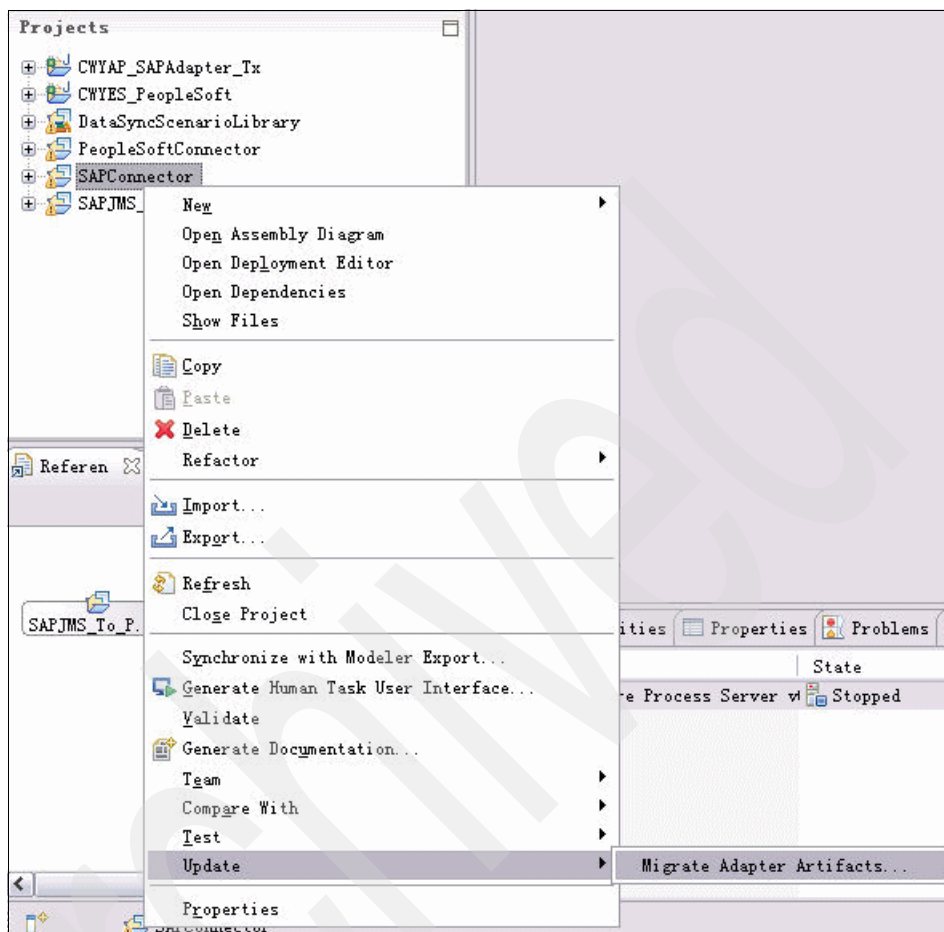 Projects
CWYAP_SAPAdapter_Tx
CWYES_PeopleSoft
DataSyncScenarioLibrary
PeopleSoftConnector
SAPConnector
SAPJMS_
New
Open Assembly Diagram
Open Deployment Editor
Open Dependencies
Show Files
Copy
Paste
Delete
Refactor
Import...
Export...
Refresh
Close Project
Synchronize with Modeler Export...
Generate Human Task User Interface...
Validate
Generate Documentation...
Team
Compare With
Test
Update
Migrate Adapter Artifacts...
Properties
Referen
SAPJMS_To_P.
ities Properties Problems
State
re Process Server v Stopped
SAPConnector